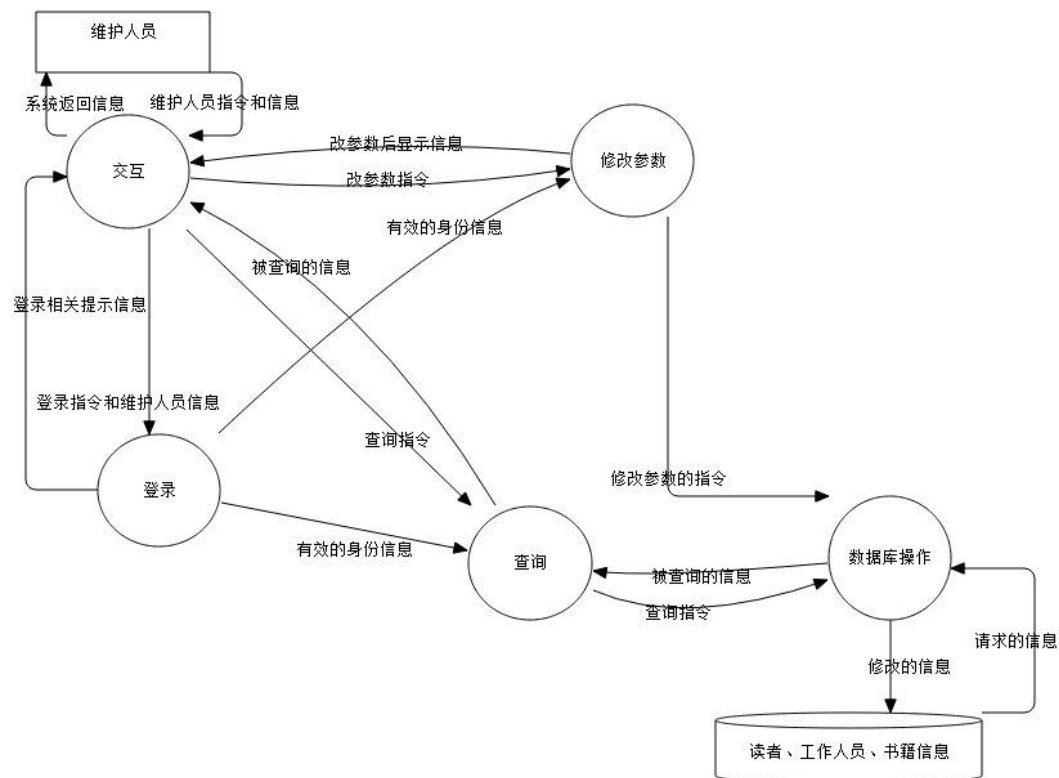 维护人员
系统返回信息
维护人员指令和信息
交互
改参数后显示信息
修改参数
改参数指令
有效的身份信息
被查询的信息
登录相关提示信息
登录指令和维护人员信息
查询指令
修改参数的指令
登录
有效的身份信息
查询
数据库操作
被查询的信息
查询指令
请求的信息
修改的信息
读者、工作人员、书籍信息